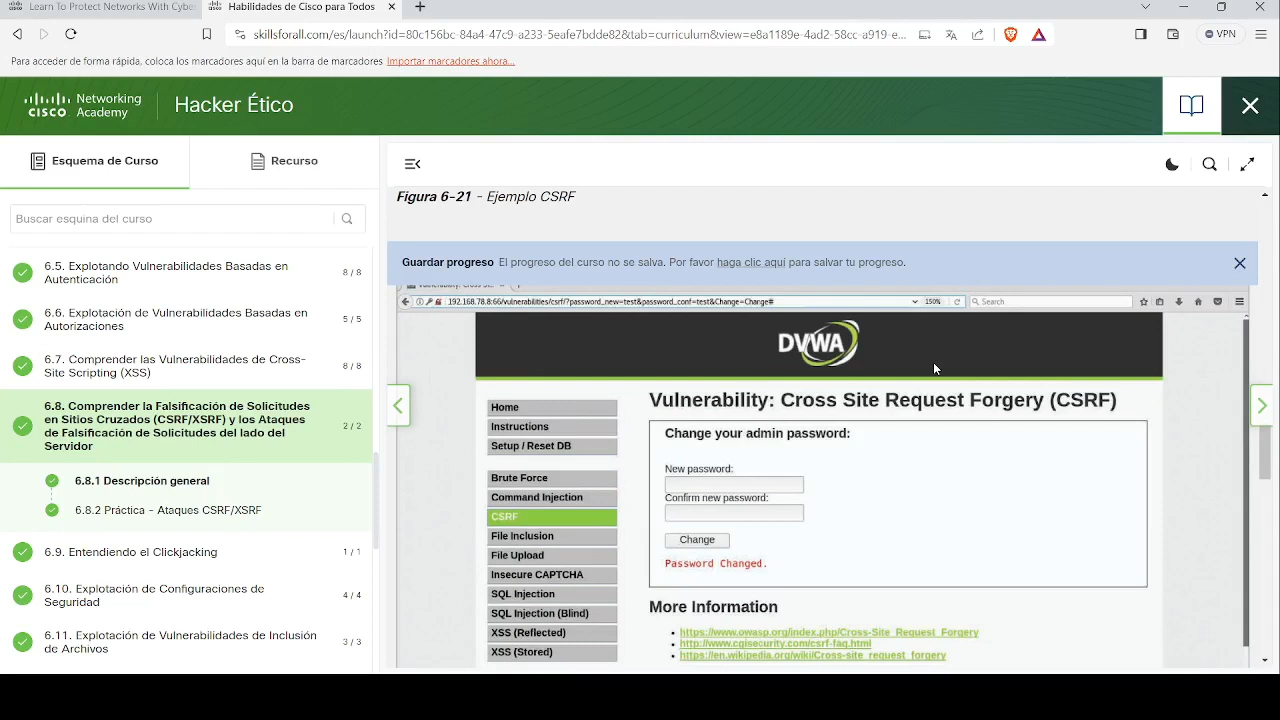 Learn To Protect Networks With Cyber
Habilidades de Cisco para Todos
skillsforall.com/es/launch?id=80c156bc-84a4-47c9-a233-5eafe7bdde82&tab=curriculum&view=e8a1189e-4ad2-58cc-a919-e...
VPN
Para acceder de forma rápida, coloca los marcadores aquí en la barra de marcadores Importar marcadores ahora...
cisco Networking Academy
Hacker Ético
Esquema de Curso
Recurso
Buscar esquina del curso
6.5. Explotando Vulnerabilidades Basadas en
Autenticación
8 / 8
6.6. Explotación de Vulnerabilidades Basadas en
Autorizaciones
5 / 5
6.7. Comprender las Vulnerabilidades de Cross-
Site Scripting (XSS)
8 / 8
6.8. Comprender la Falsificación de Solicitudes
en Sitios Cruzados (CSRF/XSRF) y los Ataques
de Falsificación de Solicitudes del lado del
Servidor
2 / 2
6.8.1 Descripción general
6.8.2 Práctica - Ataques CSRF/XSRF
6.9. Entendiendo el Clickjacking
1 / 1
6.10. Explotación de Configuraciones de
Seguridad
4 / 4
6.11. Explotación de Vulnerabilidades de Inclusión
de Archivos
3 / 3
Figura 6-21 - Ejemplo CSRF
Guardar progreso El progreso del curso no se salva. Por favor haga clic aquí para salvar tu progreso.
192.168.78.8:66/vulnerabilities/csrf/?password_new=test&password_conf=test&Change=Change#
150%
Search
DVWA
Home
Instructions
Setup / Reset DB
Brute Force
Command Injection
CSRF
File Inclusion
File Upload
Insecure CAPTCHA
SQL Injection
SQL Injection (Blind)
XSS (Reflected)
XSS (Stored)
Vulnerability: Cross Site Request Forgery (CSRF)
Change your admin password:
New password:
Confirm new password:
Change
Password Changed.
More Information
https://www.owasp.org/index.php/Cross-Site_Request_Forgery
http://www.cgisecurity.com/csrf-faq.html
https://en.wikipedia.org/wiki/Cross-site_request_forgery